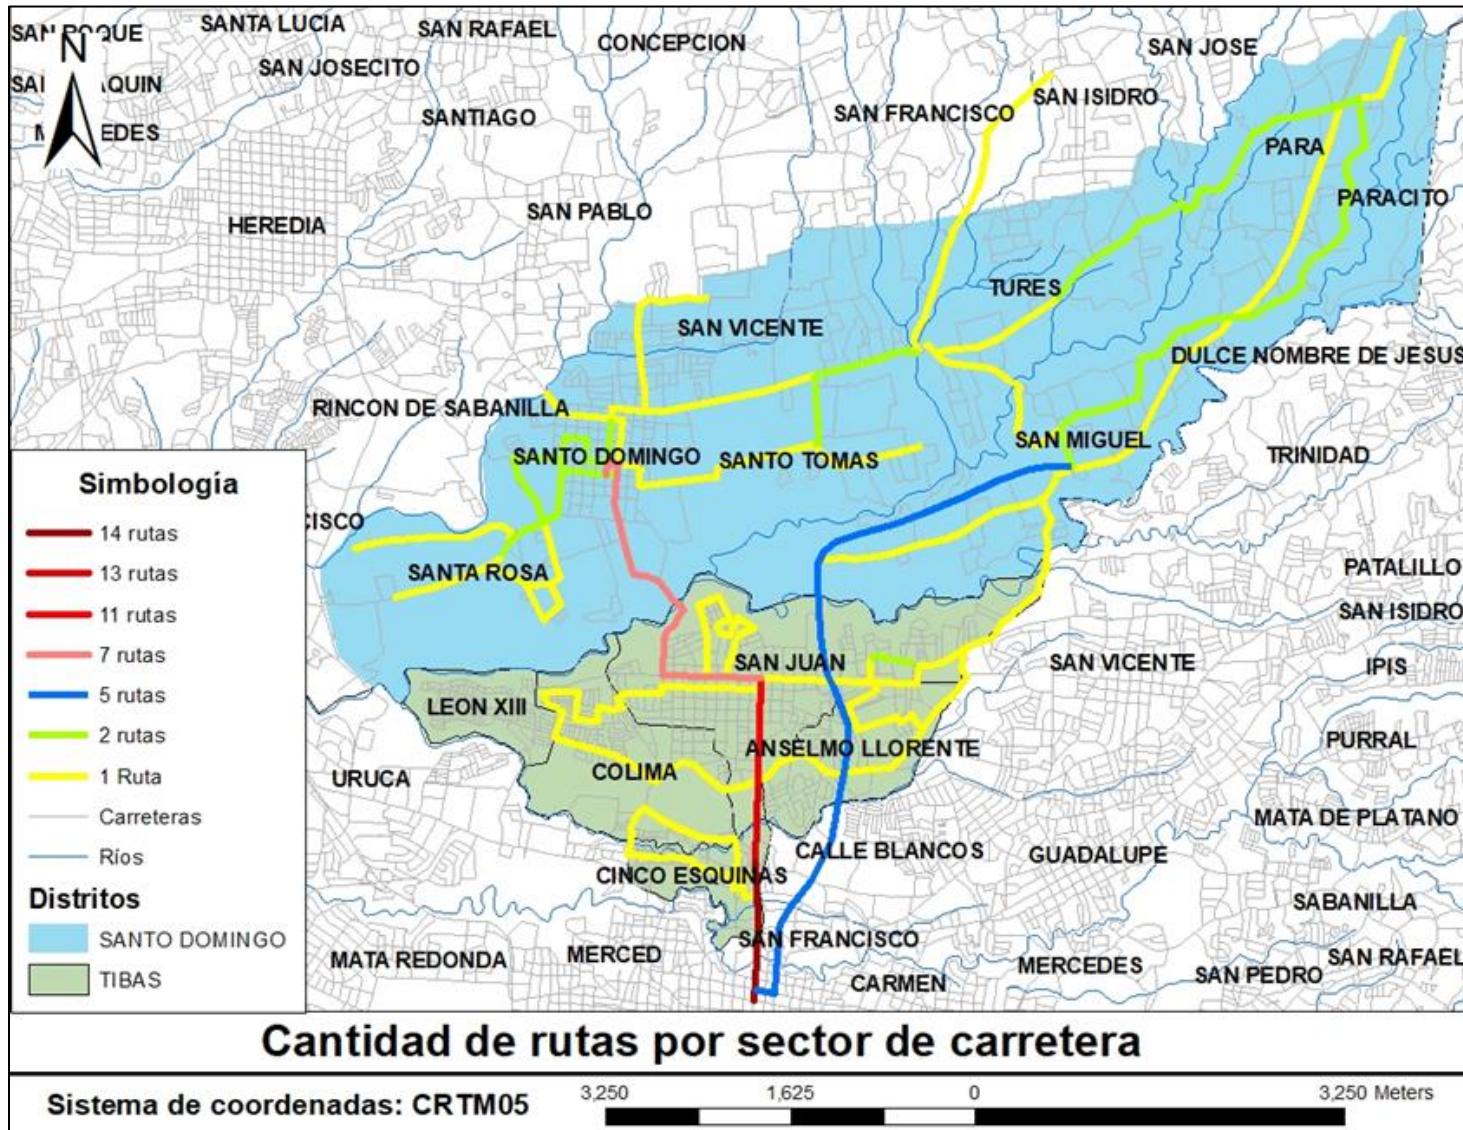 SANTA LUCIA
SAN RAFAEL
CONCEPCION
SAN JOSE
N
SAN JOSECITO
SAN ISIDRO
SANTIAGO
SAN FRANCISCO
PARA
PARACITO
SAN PABLO
HEREDIA
TURES
SAN VICENTE
DULCE NOMBRE DE JESUS
RINCON DE SABANILLA
SAN MIGUEL
SANTO DOMINGO
SANTO TOMAS
TRINIDAD
CISCO
SANTA ROSA
PATALILLO
SAN ISIDRO
SAN JUAN
SAN VICENTE
IPIS
LEON XIII
PURRAL
ANSELMO LLORENTE
COLIMA
URUCA
MATA DE PLATANO
CALLE BLANCOS
GUADALUPE
CINCO ESQUINAS
SABANILLA
SAN FRANCISCO
MERCED
MATA REDONDA
SAN RAFAEL
MERCEDES
SAN PEDRO
CARMEN
Simbología
14 rutas
13 rutas
11 rutas
7 rutas
5 rutas
2 rutas
1 Ruta
Carreteras
Ríos
Distritos
SANTO DOMINGO
TIBAS
Cantidad de rutas por sector de carretera
Sistema de coordenadas: CRTM05
3,250 1,625 0 3,250 Meters